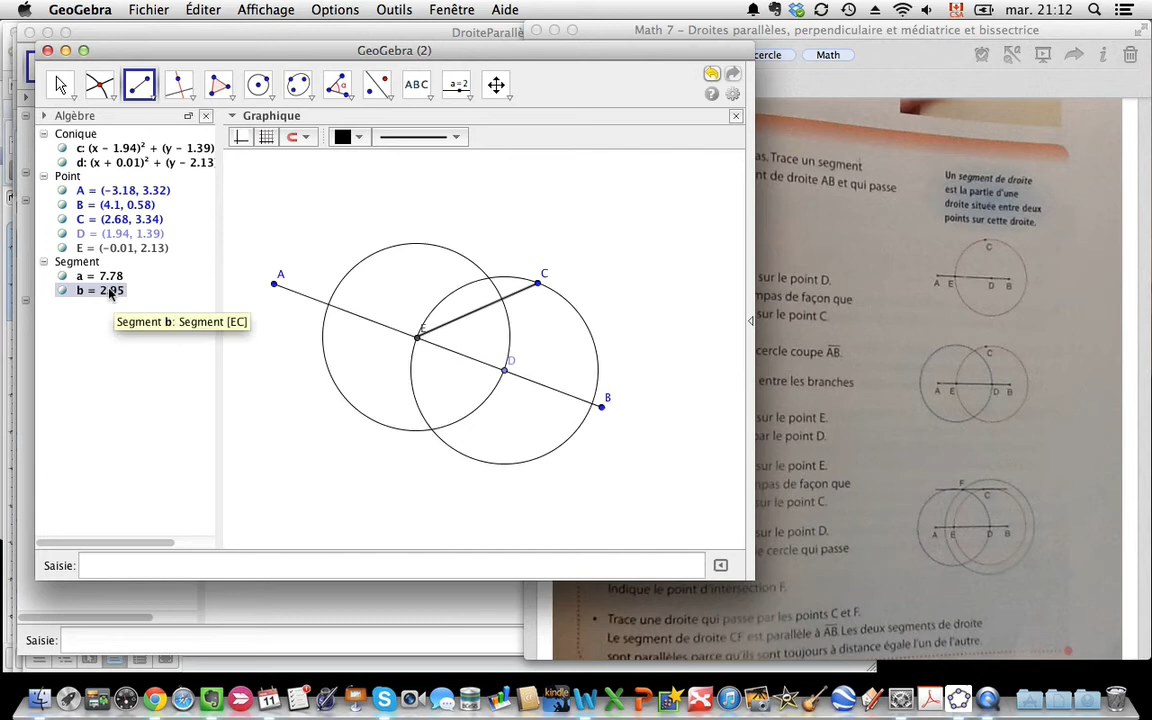 GeoGebra Fichier Éditer Affichage Options Outils Fenêtre Aide mar. 21:12
DroiteParallè
Math 7 – Droites parallèles, perpendiculaire et médiatrice et bissectrice
GeoGebra (2)
cercle Math
ABC a=2
Algèbre
Graphique
Conique
c: (x − 1.94)² + (y − 1.39)
d: (x + 0.01)² + (y − 2.13)
Point
A = (−3.18, 3.32)
B = (4.1, 0.58)
C = (2.68, 3.34)
D = (1.94, 1.39)
E = (−0.01, 2.13)
Segment
a = 7.78
b = 2.95
Segment b: Segment [EC]
A
C
E
D
B
Saisie:
Saisie:
as. Trace un segment
nt de droite AB et qui passe
Un segment de droite
est la partie d'une
droite située entre deux
points sur cette droite.
sur le point D.
mpas de façon que
sur le point C.
cercle coupe AB.
entre les branches
sur le point E.
par le point D.
sur le point E.
pas de façon que
sur le point C.
sur le point D.
e cercle qui passe
Indique le point d'intersection F.
• Trace une droite qui passe par les points C et F.
Le segment de droite CF est parallèle à AB. Les deux segments de droite
sont parallèles parce qu'ils sont toujours à distance égale l'un de l'autre.
C
A E D B
C
A E D B
F
C
A E D B